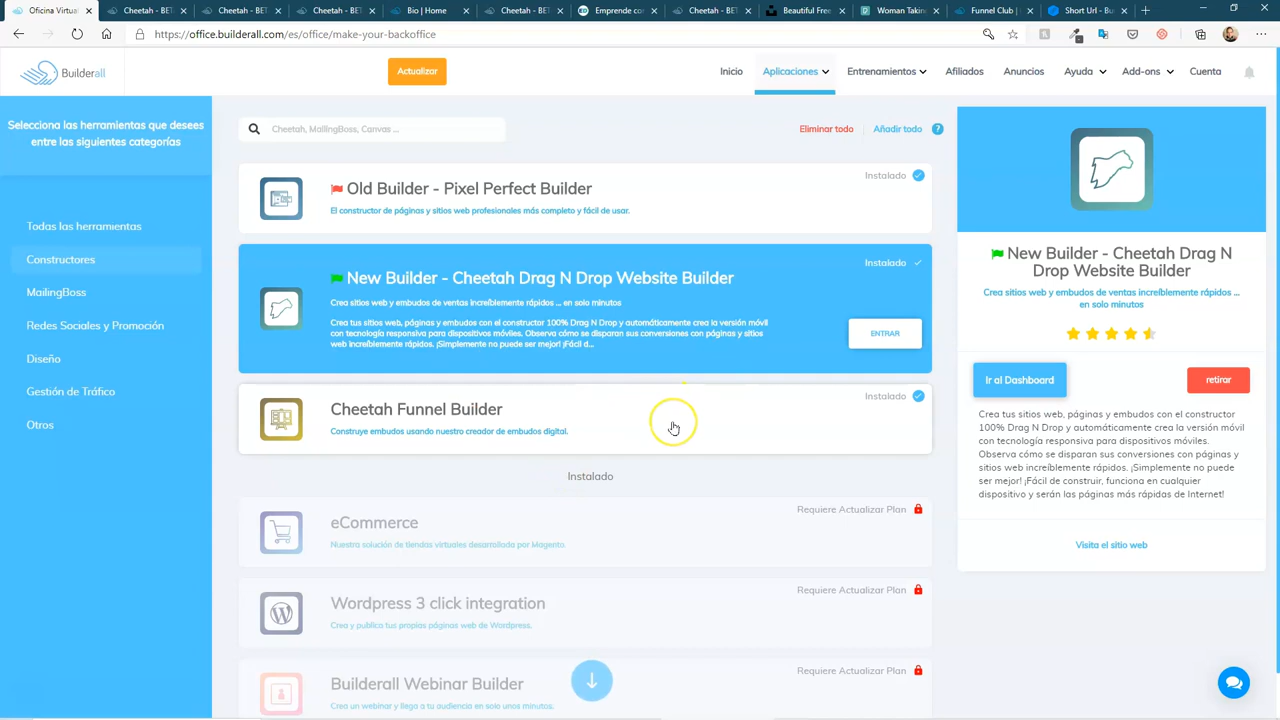 Oficina Virtual
Cheetah - BET
Cheetah - BET
Cheetah - BET
Bio | Home
Cheetah - BET
Emprende con
Cheetah - BET
Beautiful Free
Woman Taking
Funnel Club
Short Url - Bu
https://office.builderall.com/es/office/make-your-backoffice
Builderall
Actualizar
Inicio
Aplicaciones
Entrenamientos
Afiliados
Anuncios
Ayuda
Add-ons
Cuenta
Selecciona las herramientas que desees
entre las siguientes categorías
Todas las herramientas
Constructores
MailingBoss
Redes Sociales y Promoción
Diseño
Gestión de Tráfico
Otros
Cheetah, MailingBoss, Canvas ...
Eliminar todo
Añadir todo
?
Old Builder - Pixel Perfect Builder
El constructor de páginas y sitios web profesionales más completo y fácil de usar.
Instalado
New Builder - Cheetah Drag N Drop Website Builder
Instalado
Crea sitios web y embudos de ventas increíblemente rápidos ... en solo minutos
Crea tus sitios web, páginas y embudos con el constructor 100% Drag N Drop y automáticamente crea la versión móvil
con tecnología responsiva para dispositivos móviles. Observa cómo se disparan sus conversiones con páginas y
sitios web increíblemente rápidos. ¡Simplemente no puede ser mejor! ¡Fácil d...
ENTRAR
Cheetah Funnel Builder
Construye embudos usando nuestro creador de embudos digital.
Instalado
Instalado
eCommerce
Nuestra solución de tiendas virtuales desarrollada por Magento.
Requiere Actualizar Plan
Wordpress 3 click integration
Crea y publica tus propias páginas web de Wordpress.
Requiere Actualizar Plan
Builderall Webinar Builder
Crea un webinar y llega a tu audiencia en solo unos minutos.
Requiere Actualizar Plan
New Builder - Cheetah Drag N
Drop Website Builder
Crea sitios web y embudos de ventas increíblemente rápidos ...
en solo minutos
Ir al Dashboard
retirar
Crea tus sitios web, páginas y embudos con el constructor
100% Drag N Drop y automáticamente crea la versión móvil
con tecnología responsiva para dispositivos móviles.
Observa cómo se disparan sus conversiones con páginas y
sitios web increíblemente rápidos. ¡Simplemente no puede
ser mejor! ¡Fácil de construir, funciona en cualquier
dispositivo y serán las páginas más rápidas de Internet!
Visita el sitio web